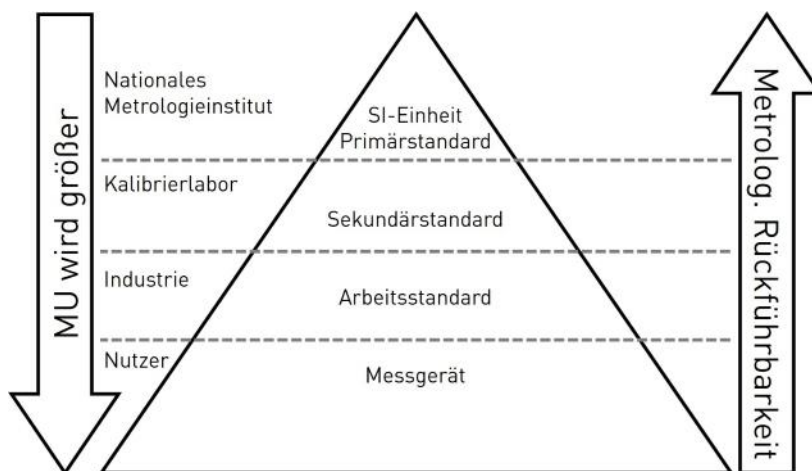 MU wird größer
Nationales
Metrologieinstitut
SI-Einheit
Primärstandard
Kalibrierlabor
Sekundärstandard
Industrie
Arbeitsstandard
Nutzer
Messgerät
Metrolog. Rückführbarkeit